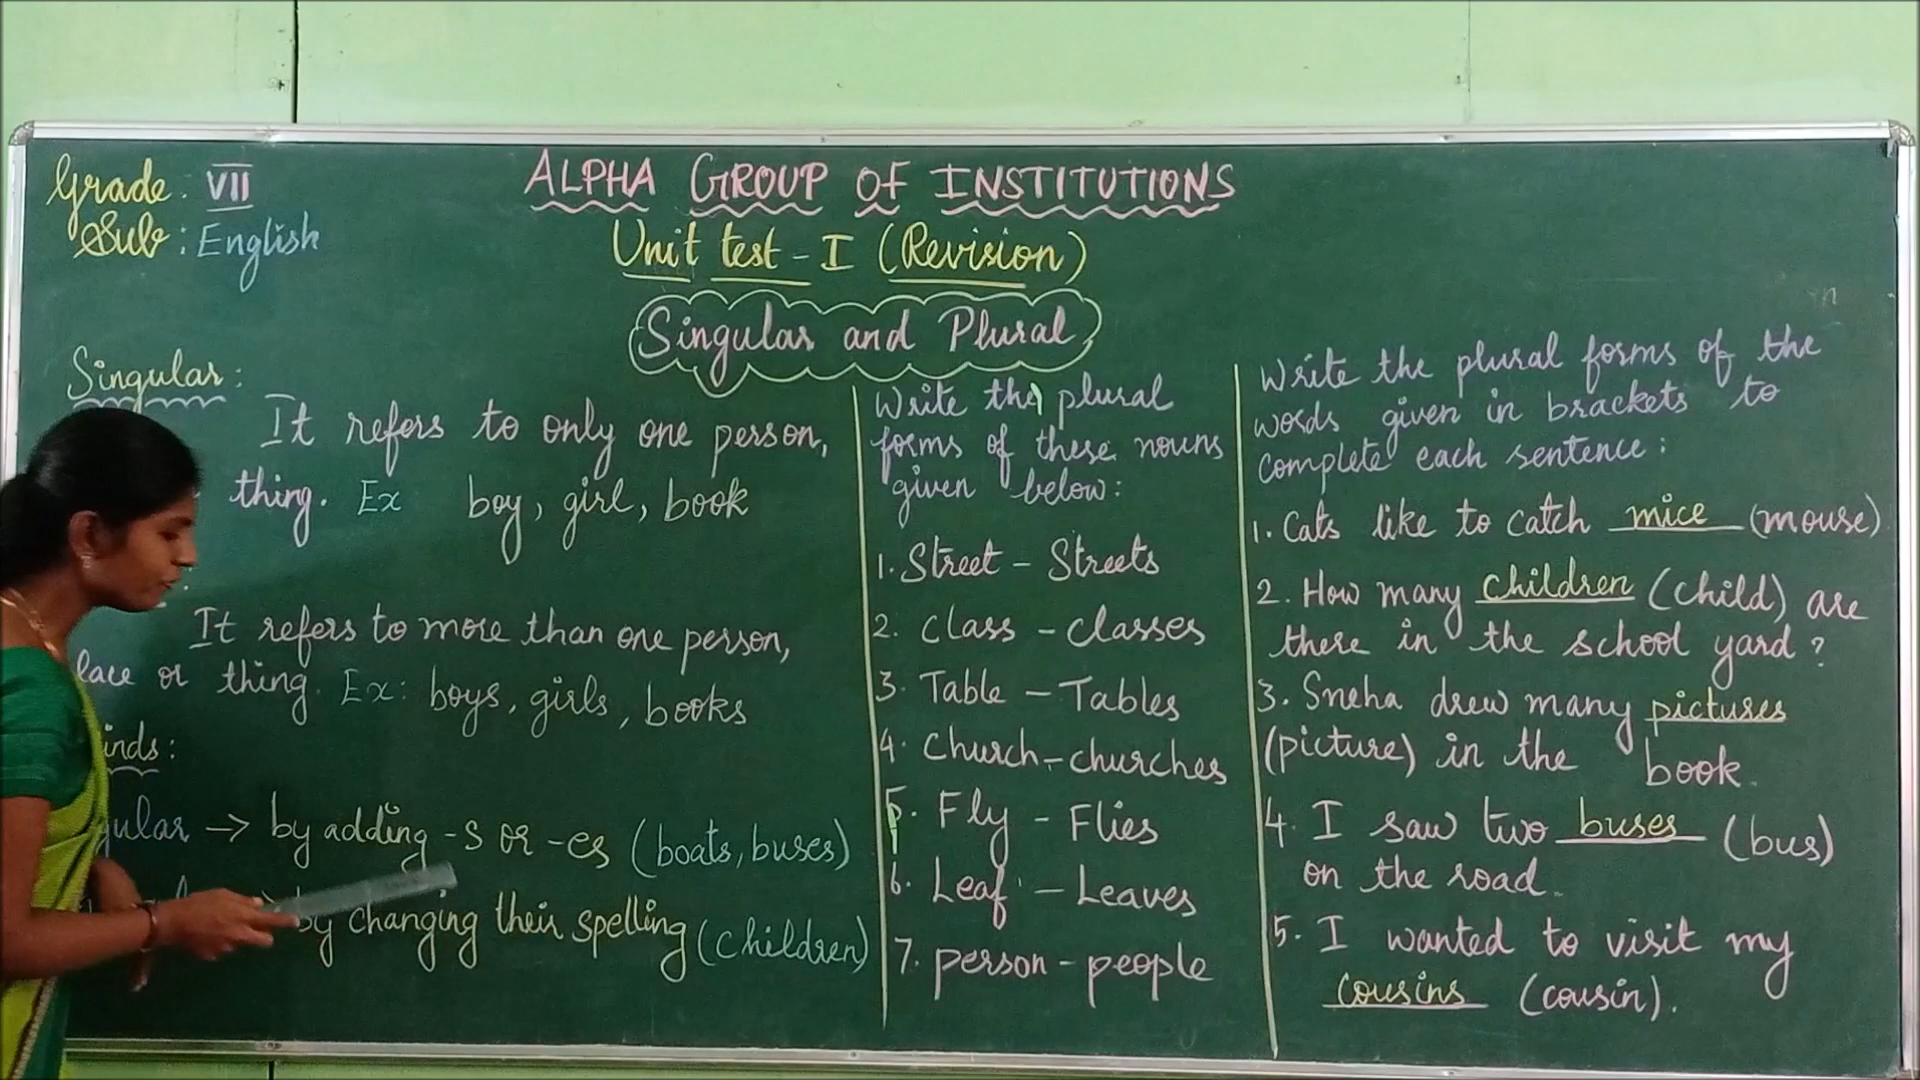 Grade: VII
Sub: English
ALPHA GROUP OF INSTITUTIONS
Unit test - I (Revision)
Singular and Plural
Singular:
It refers to only one person,
thing. Ex boy, girl, book
It refers to more than one person,
lace or thing. Ex: boys, girls, books
inds:
gular → by adding -s or -es (boats, buses)
by changing their spelling (children)
Write the plural
forms of these nouns
given below:
1. Street - Streets
2. Class - classes
3. Table - Tables
4. Church - churches
5. Fly - Flies
6. Leaf - Leaves
7. person - people
Write the plural forms of the
words given in brackets to
complete each sentence:
1. Cats like to catch mice (mouse)
2. How many children (child) are
there in the school yard?
3. Sneha drew many pictures
(picture) in the book.
4. I saw two buses (bus)
on the road.
5. I wanted to visit my
cousins (cousin).